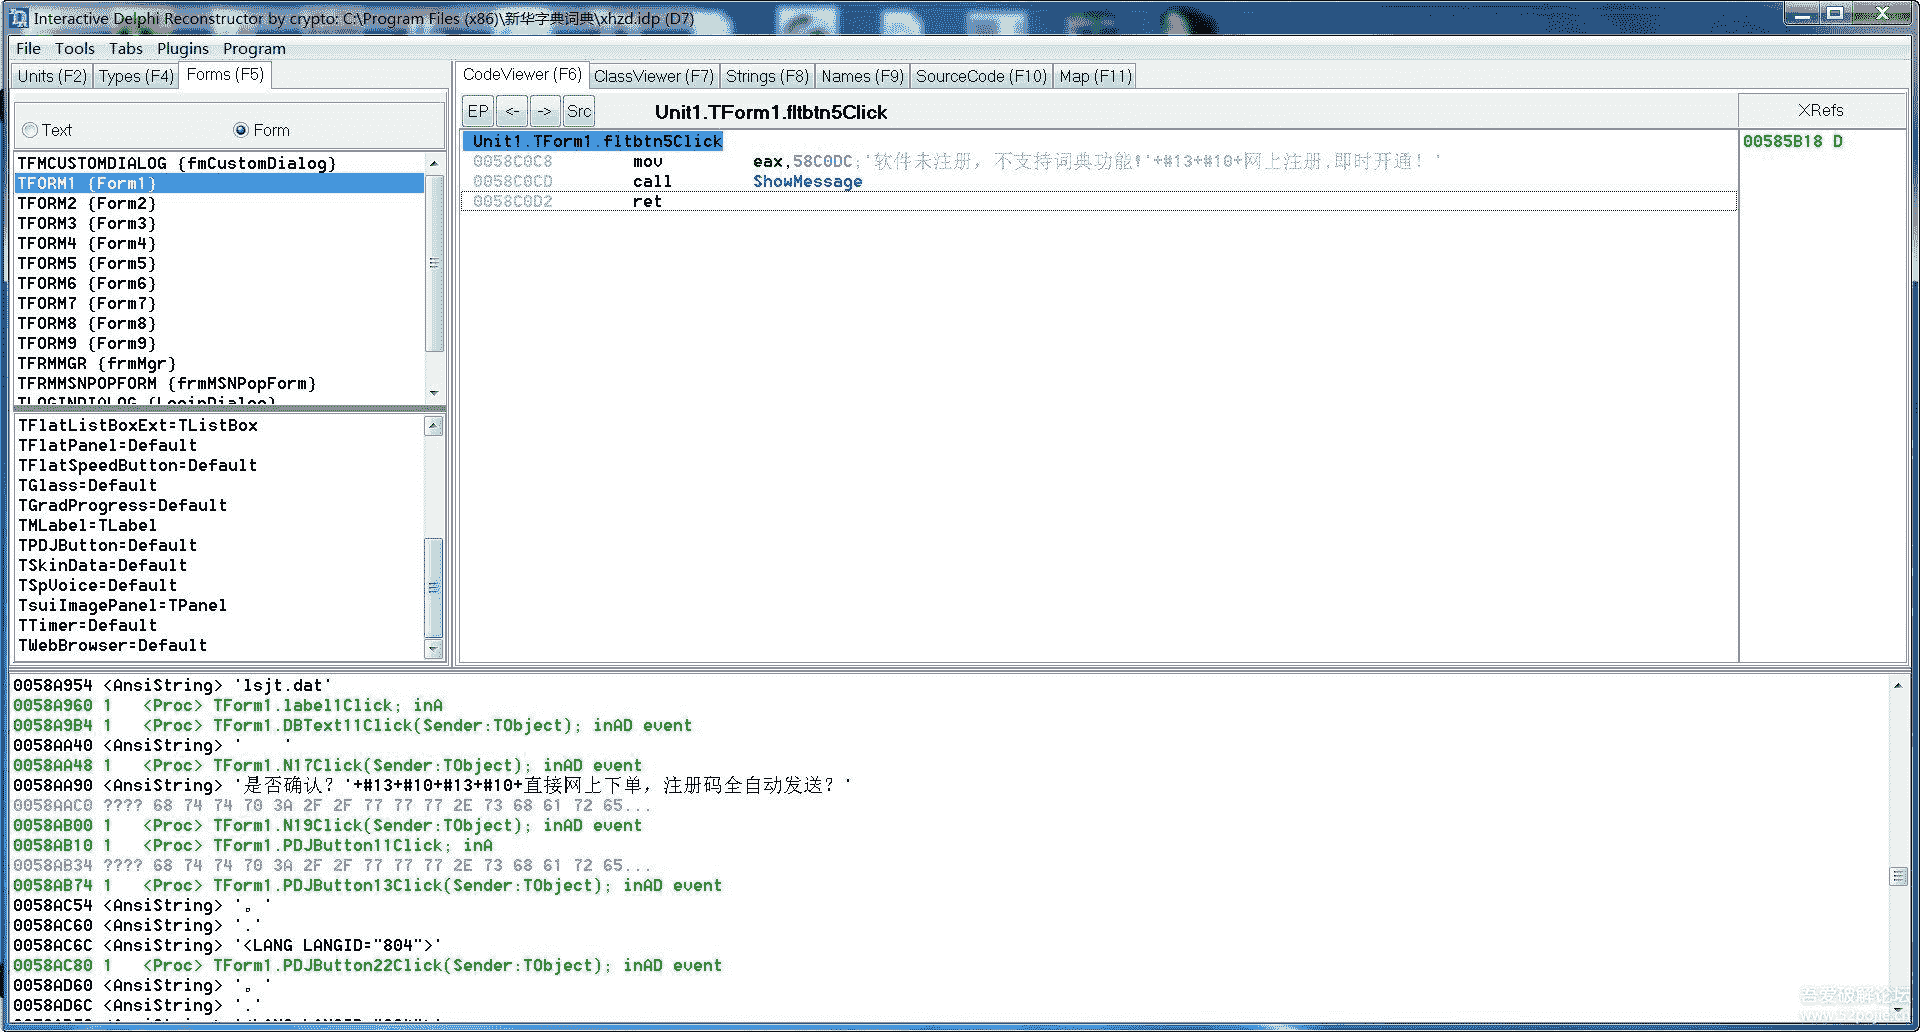 Interactive Delphi Reconstructor by crypto: C:\Program Files (x86)\新华字典词典\xhzd.idp (D7)
File Tools Tabs Plugins Program
Units (F2) Types (F4) Forms (F5)
CodeViewer (F6) ClassViewer (F7) Strings (F8) Names (F9) SourceCode (F10) Map (F11)
Text Form
EP <- -> Src Unit1.TForm1.fltbtn5Click XRefs
TFMCUSTOMDIALOG {fmCustomDialog}
TFORM1 {Form1}
TFORM2 {Form2}
TFORM3 {Form3}
TFORM4 {Form4}
TFORM5 {Form5}
TFORM6 {Form6}
TFORM7 {Form7}
TFORM8 {Form8}
TFORM9 {Form9}
TFRMMGR {frmMgr}
TFRMMSNPOPFORM {frmMSNPopForm}
TLOGINDIALOG {LoginDialog}
TFlatListBoxExt=TListBox
TFlatPanel=Default
TFlatSpeedButton=Default
TGlass=Default
TGradProgress=Default
TMLabel=TLabel
TPDJButton=Default
TSkinData=Default
TSpVoice=Default
TsuiImagePanel=TPanel
TTimer=Default
TWebBrowser=Default
Unit1.TForm1.fltbtn5Click
0058C0C8 mov eax,58C0DC;'软件未注册，不支持词典功能!'+#13+#10+网上注册,即时开通！'
0058C0CD call ShowMessage
0058C0D2 ret
00585B18 D
0058A954 <AnsiString> 'lsjt.dat'
0058A960 1 <Proc> TForm1.label1Click; inA
0058A9B4 1 <Proc> TForm1.DBText11Click(Sender:TObject); inAD event
0058AA40 <AnsiString> '    '
0058AA48 1 <Proc> TForm1.N17Click(Sender:TObject); inAD event
0058AA90 <AnsiString> '是否确认？'+#13+#10+#13+#10+直接网上下单，注册码全自动发送？'
0058AAC0 ???? 68 74 74 70 3A 2F 2F 77 77 77 2E 73 68 61 72 65...
0058AB00 1 <Proc> TForm1.N19Click(Sender:TObject); inAD event
0058AB10 1 <Proc> TForm1.PDJButton11Click; inA
0058AB34 ???? 68 74 74 70 3A 2F 2F 77 77 77 2E 73 68 61 72 65...
0058AB74 1 <Proc> TForm1.PDJButton13Click(Sender:TObject); inAD event
0058AC54 <AnsiString> '。'
0058AC60 <AnsiString> '.'
0058AC6C <AnsiString> '<LANG LANGID="804">'
0058AC80 1 <Proc> TForm1.PDJButton22Click(Sender:TObject); inAD event
0058AD60 <AnsiString> '。'
0058AD6C <AnsiString> '.'
吾爱破解论坛
www.52pojie.cn